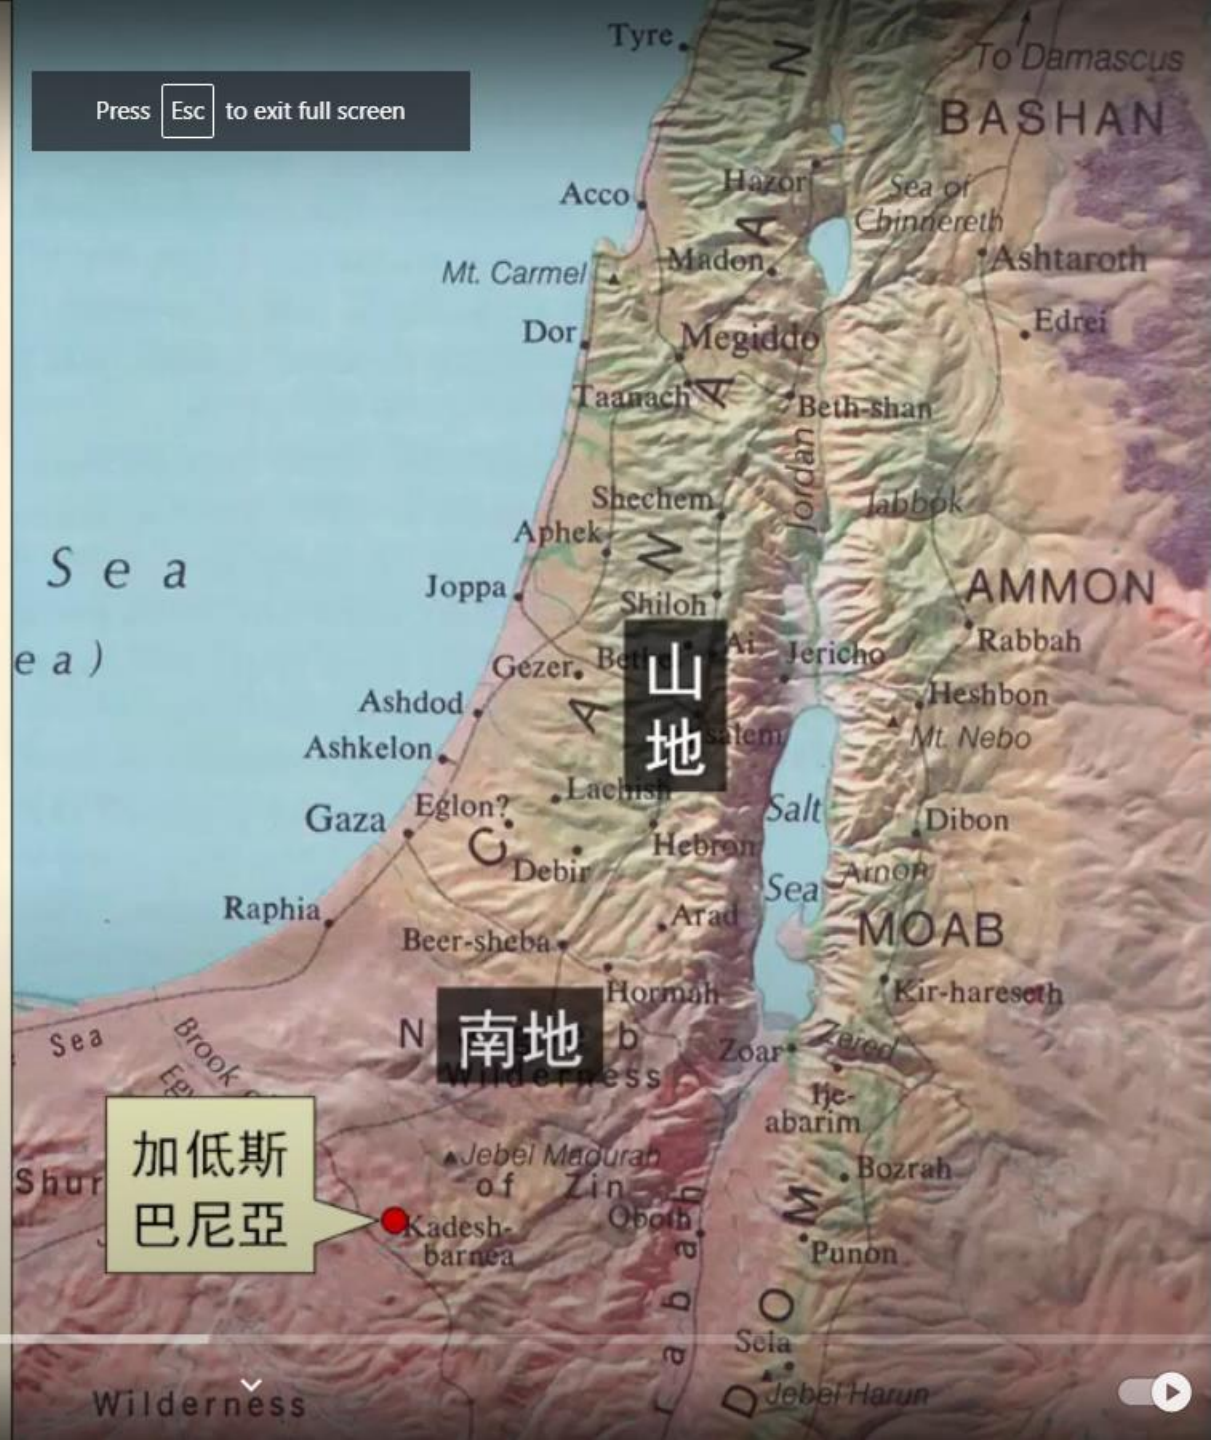 Tyre
N
To Damascus
Press Esc to exit full screen
BASHAN
Hazor
Sea of
Chinnereth
Acco
A
Madon
Ashtaroth
Mt. Carmel
Edrei
Dor
Megiddo
Taanach
A
Beth-shan
Jordan
Shechem
Jabbok
Aphek
N
Sea
Joppa
Shiloh
AMMON
Rabbah
ea)
Gezer
Ai
Jericho
山
地
Ashdod
A
Heshbon
Mt. Nebo
Ashkelon
Lachish
Salt
Sea
Gaza
Eglon?
C
Hebron
Dibon
Debir
Arnon
Raphia
Arad
MOAB
Beer-sheba
Hormah
Kir-hareseth
N
南地
b
Sea
Brook
Zoar
Zered
Wilderness
Ije-
abarim
加低斯
巴尼亞
Jebel Madurah
of Zin
Bozrah
Shur
Oboth
Kadesh-
barnea
M
Punon
O
rabah
Sela
D
Jebel Harun
Wilderness